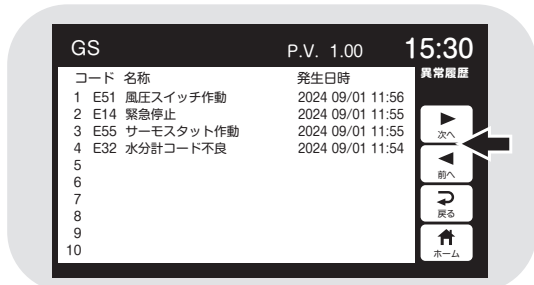 GS P.V. 1.00 15:30
異常履歴
コード 名称 発生日時
1 E51 風圧スイッチ作動 2024 09/01 11:56
2 E14 緊急停止 2024 09/01 11:55
3 E55 サーモスタット作動 2024 09/01 11:55
4 E32 水分計コード不良 2024 09/01 11:54
5
6
7
8
9
10
次へ
前へ
戻る
ホーム